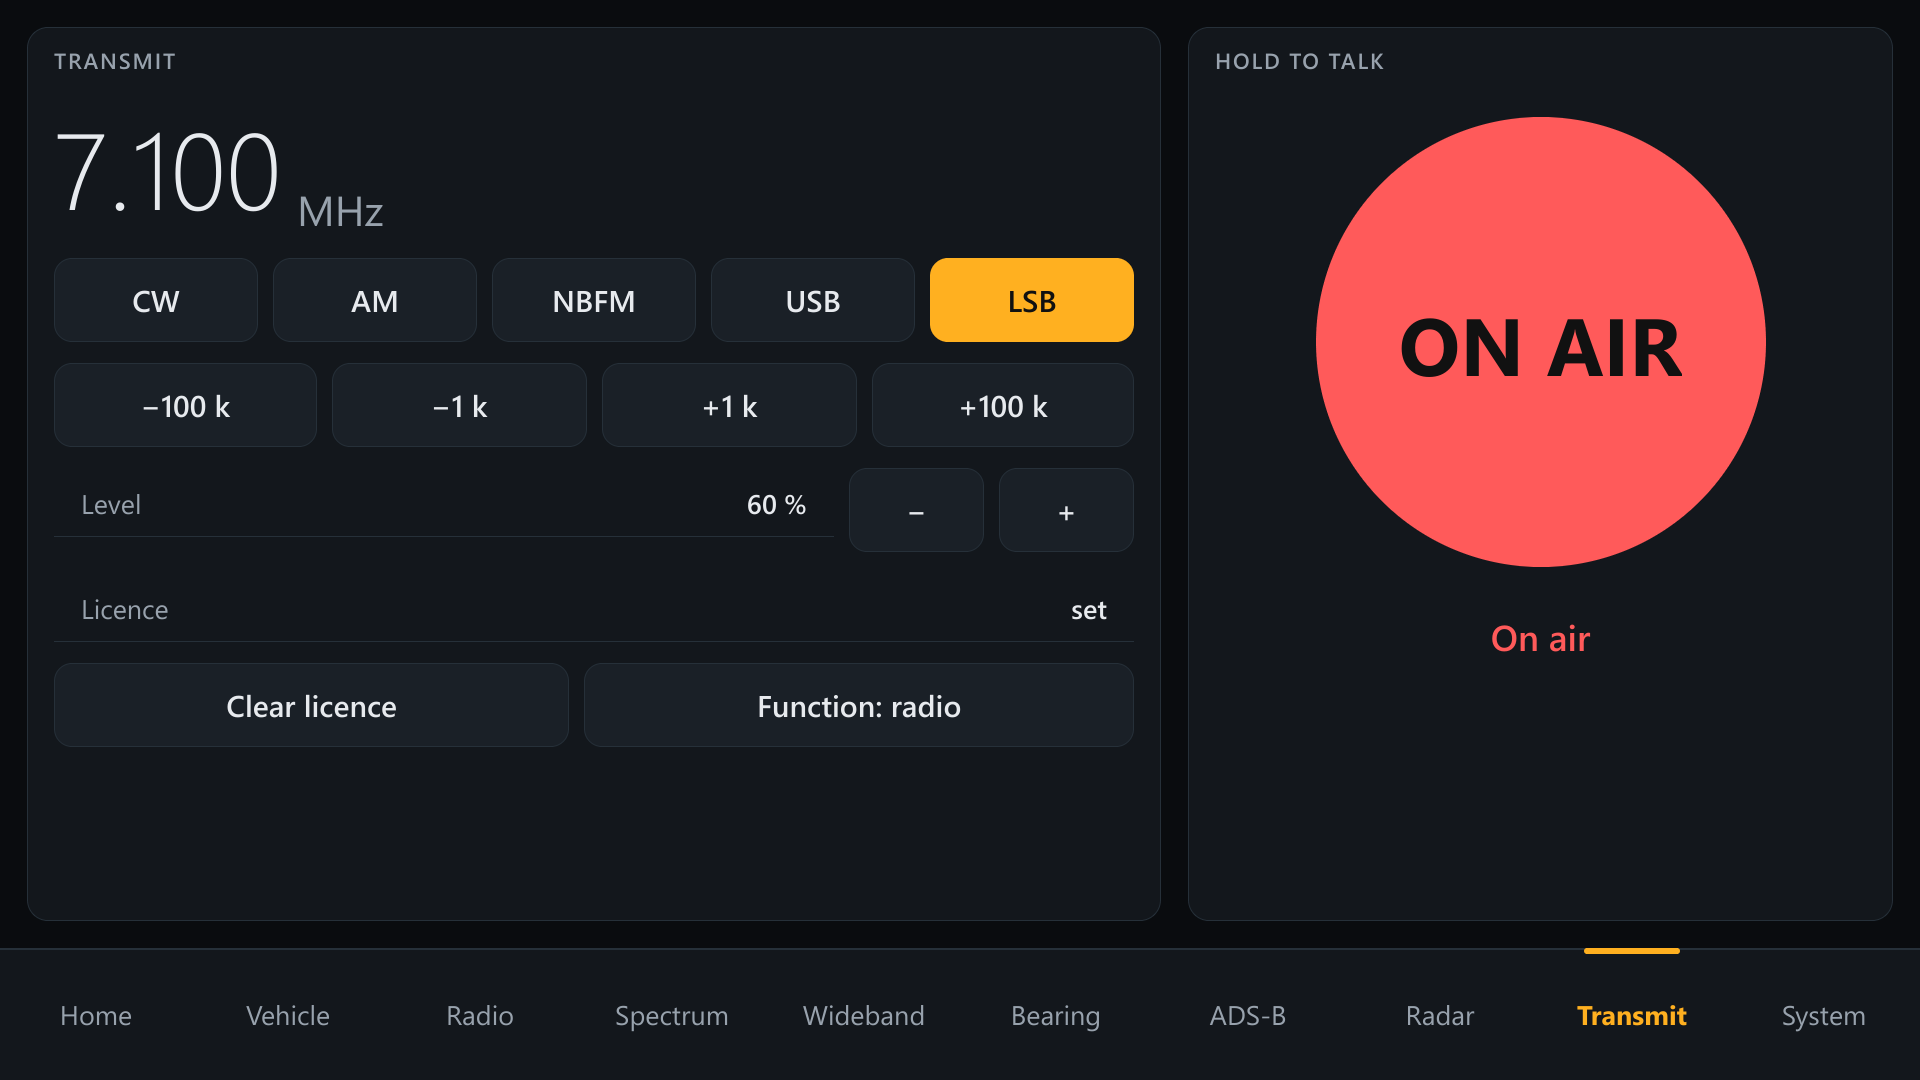 TRANSMIT
7.100 MHz
CW AM NBFM USB LSB
−100 k −1 k +1 k +100 k
Level 60 % − +
Licence set
Clear licence Function: radio
HOLD TO TALK
ON AIR
On air
Home Vehicle Radio Spectrum Wideband Bearing ADS-B Radar Transmit System